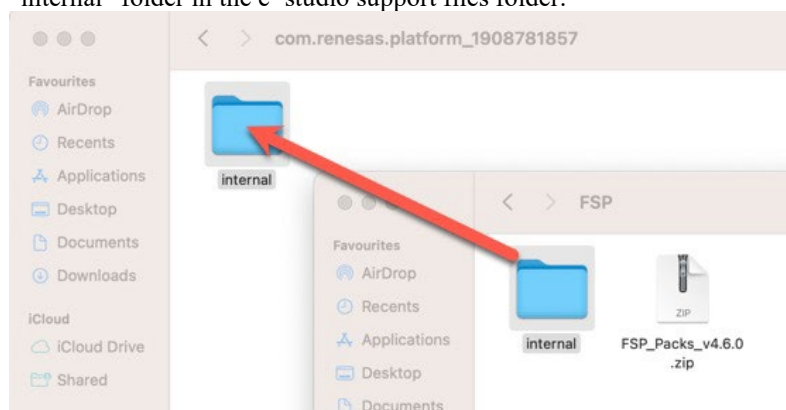 internal" folder in the e² studio support files folder.
com.renesas.platform_1908781857
Favourites
AirDrop
Recents
Applications
Desktop
Documents
Downloads
iCloud
iCloud Drive
Shared
internal
FSP
Favourites
AirDrop
Recents
Applications
Desktop
Documents
internal
ZIP
FSP_Packs_v4.6.0
.zip